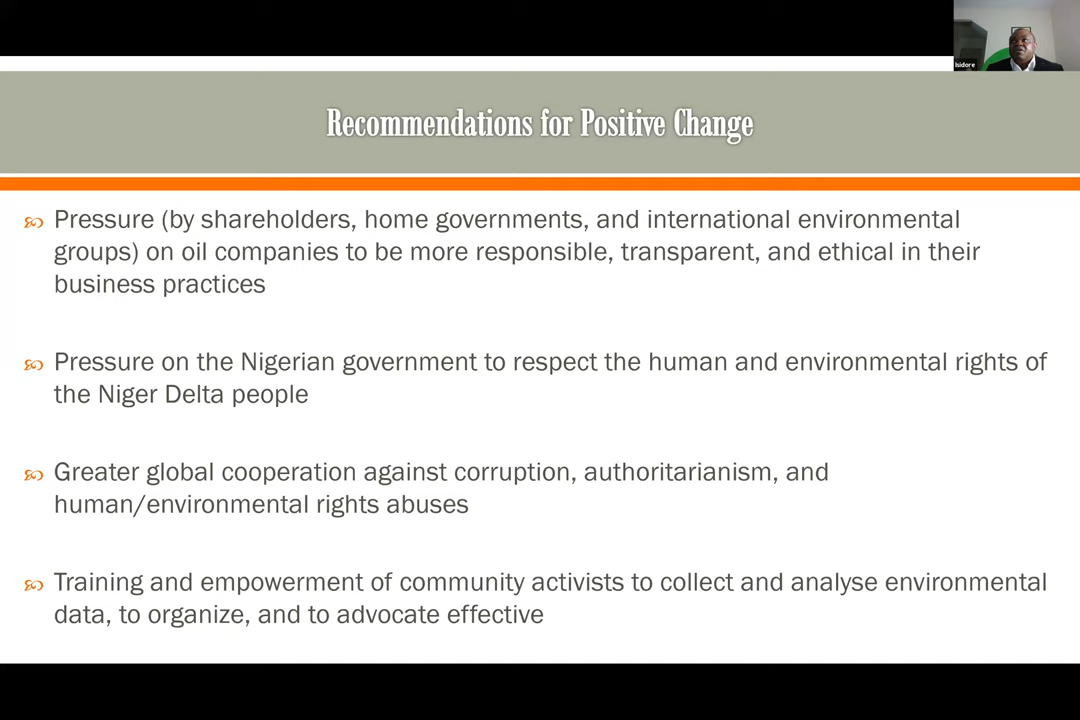 Isidore
Recommendations for Positive Change
Pressure (by shareholders, home governments, and international environmental
groups) on oil companies to be more responsible, transparent, and ethical in their
business practices
Pressure on the Nigerian government to respect the human and environmental rights of
the Niger Delta people
Greater global cooperation against corruption, authoritarianism, and
human/environmental rights abuses
Training and empowerment of community activists to collect and analyse environmental
data, to organize, and to advocate effective